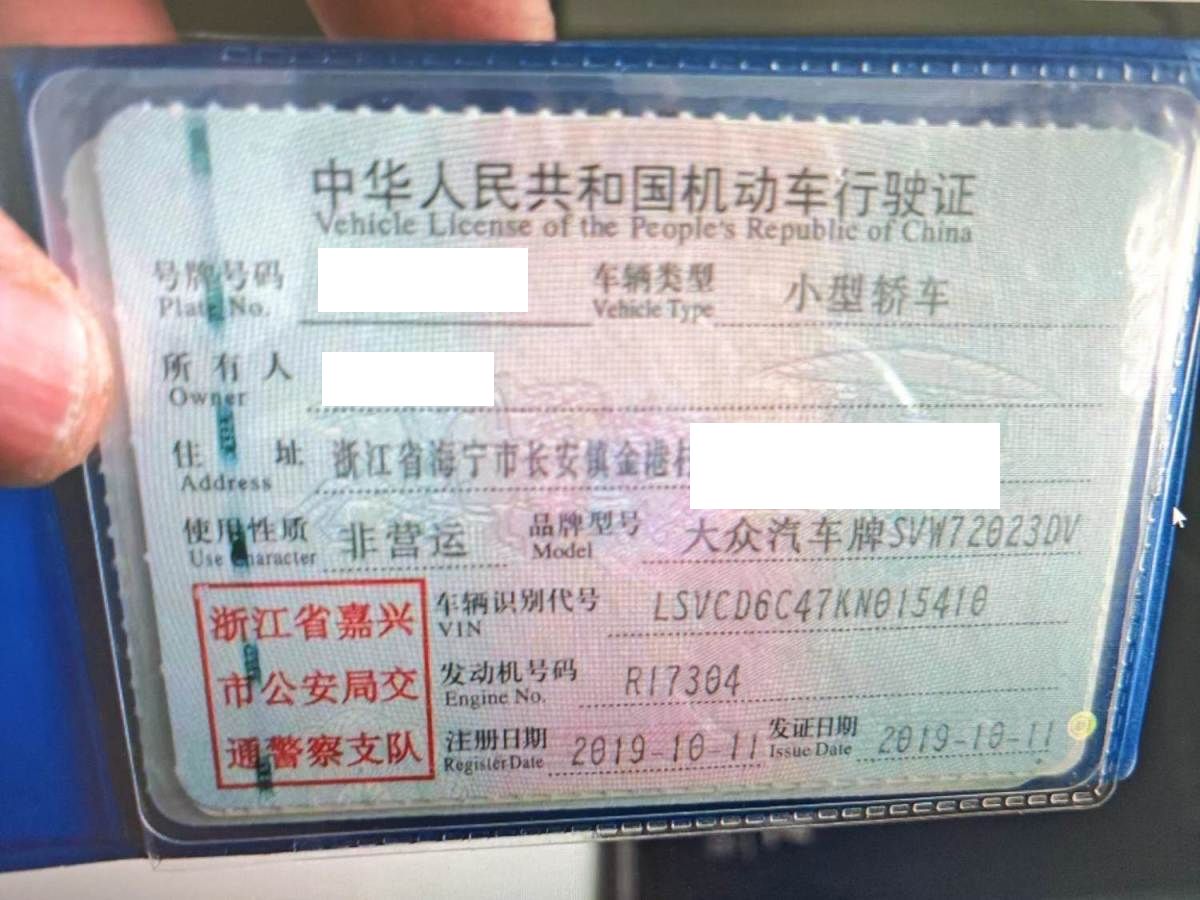 中华人民共和国机动车行驶证
Vehicle License of the People's Republic of China
号牌号码
Plate No.
车辆类型 小型轿车
Vehicle Type
所有人
Owner
住址 浙江省海宁市长安镇金港村
Address
使用性质 非营运
Use Character
品牌型号 大众汽车牌SVW72023DV
Model
浙江省嘉兴
市公安局交
通警察支队
车辆识别代号 LSVCD6C47KN015410
VIN
发动机号码 R17304
Engine No.
注册日期 2019-10-11
Register Date
发证日期 2019-10-11
Issue Date